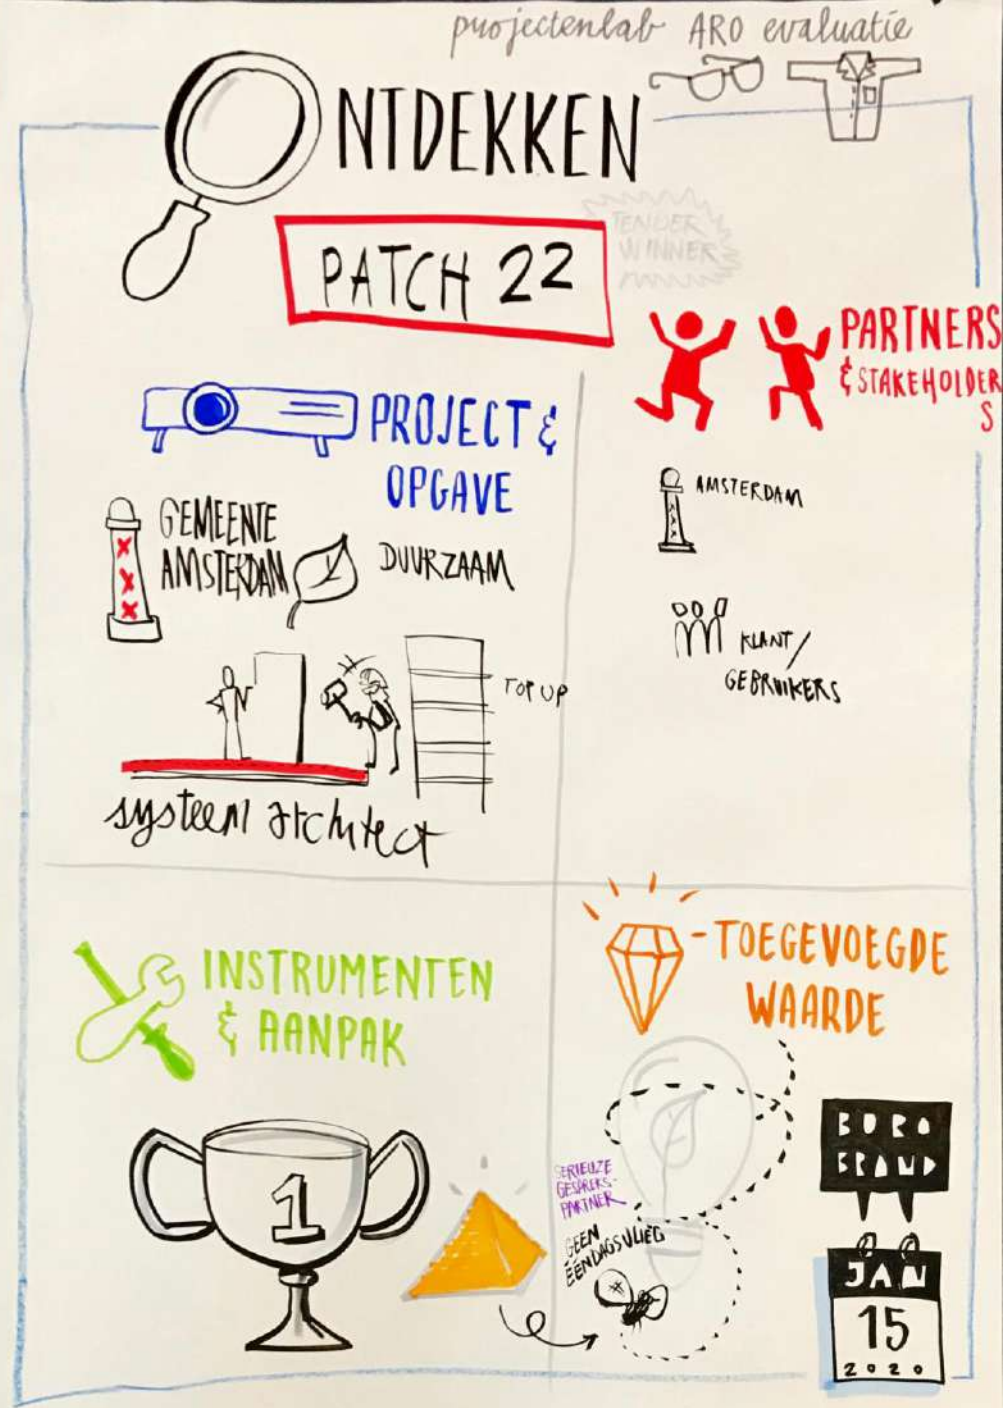 projectenlab ARO evaluatie
ONTDEKKEN
TENDER
WINNER
PATCH 22
PARTNERS
& STAKEHOLDER
S
PROJECT &
OPGAVE
GEMEENTE
AMSTERDAM
DUURZAAM
AMSTERDAM
KLANT/
GEBRUIKERS
TOP UP
systeem architect
INSTRUMENTEN
& AANPAK
-TOEGEVOEGDE
WAARDE
1
SERIEUZE
GESPREKS-
PARTNER
GEEN
ÉÉNDAGSVLIEG
BURO
BRAND
JAN
15
2020